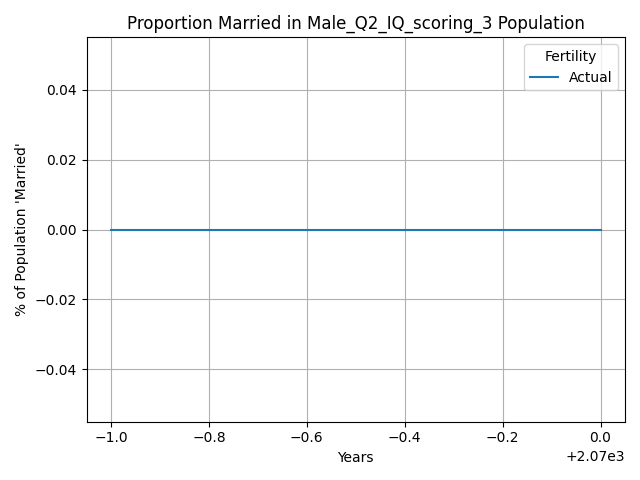 Proportion Married in Male_Q2_IQ_scoring_3 Population
Fertility
Actual
% of Population 'Married'
0.04
0.02
0.00
−0.02
−0.04
−1.0
−0.8
−0.6
−0.4
−0.2
0.0
Years
+2.07e3